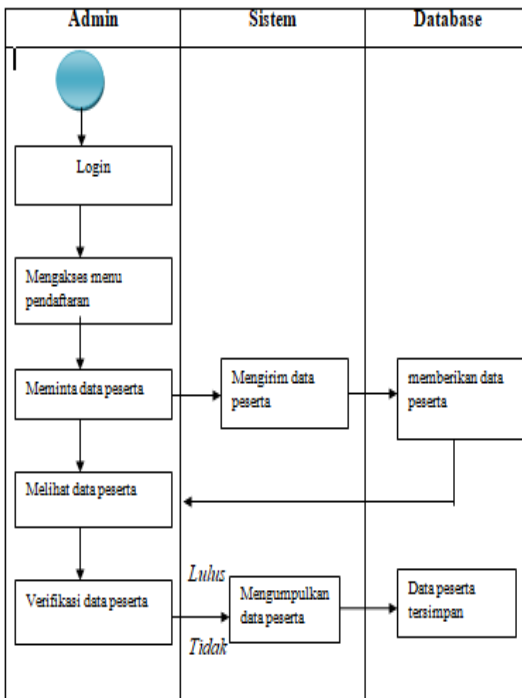 Admin
Sistem
Database
Login
Mengakses menu
pendaftaran
Meminta data peserta
Mengirim data
peserta
memberikan data
peserta
Melihat data peserta
Verifikasi data peserta
Lulus
Tidak
Mengumpulkan
data peserta
Data peserta
tersimpan